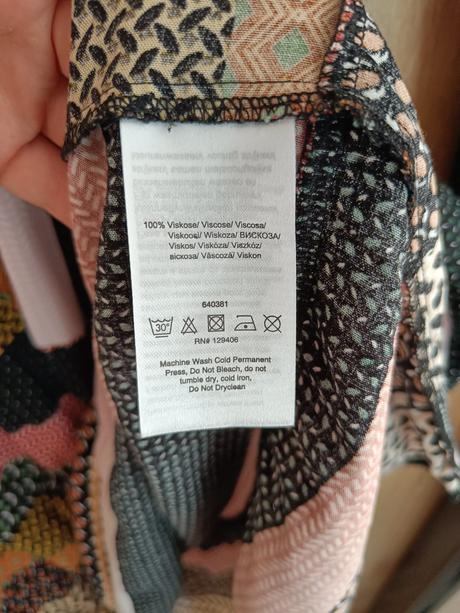 100% Viskose/ Viscose/ Viscosa/
Viskoosi/ Wiskoza/ ВИСКОЗА/
Viskos/ Viskóza/ Viszkóz/
віскоза/ Vâscoză/ Viskon
640381
30°
RN# 129406
Machine Wash Cold Permanent
Press, Do Not Bleach, do not
tumble dry, cold iron,
Do Not Dryclean